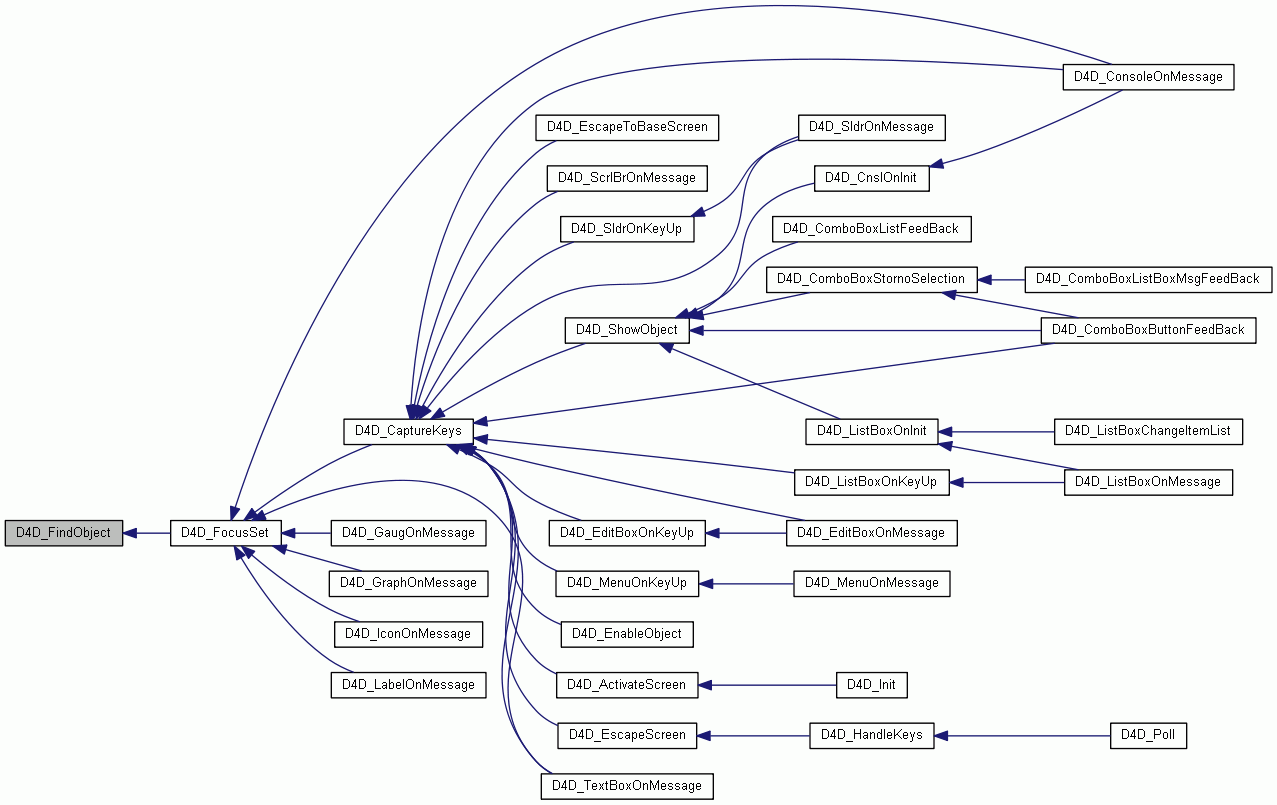 D4D_ConsoleOnMessage
D4D_EscapeToBaseScreen
D4D_SldrOnMessage
D4D_ScrlBrOnMessage
D4D_CnslOnInit
D4D_SldrOnKeyUp
D4D_ComboBoxListFeedBack
D4D_ComboBoxStornoSelection
D4D_ComboBoxListBoxMsgFeedBack
D4D_ShowObject
D4D_ComboBoxButtonFeedBack
D4D_CaptureKeys
D4D_ListBoxOnInit
D4D_ListBoxChangeItemList
D4D_ListBoxOnKeyUp
D4D_ListBoxOnMessage
D4D_FindObject
D4D_FocusSet
D4D_GaugOnMessage
D4D_EditBoxOnKeyUp
D4D_EditBoxOnMessage
D4D_GraphOnMessage
D4D_MenuOnKeyUp
D4D_MenuOnMessage
D4D_IconOnMessage
D4D_EnableObject
D4D_LabelOnMessage
D4D_ActivateScreen
D4D_Init
D4D_EscapeScreen
D4D_HandleKeys
D4D_Poll
D4D_TextBoxOnMessage